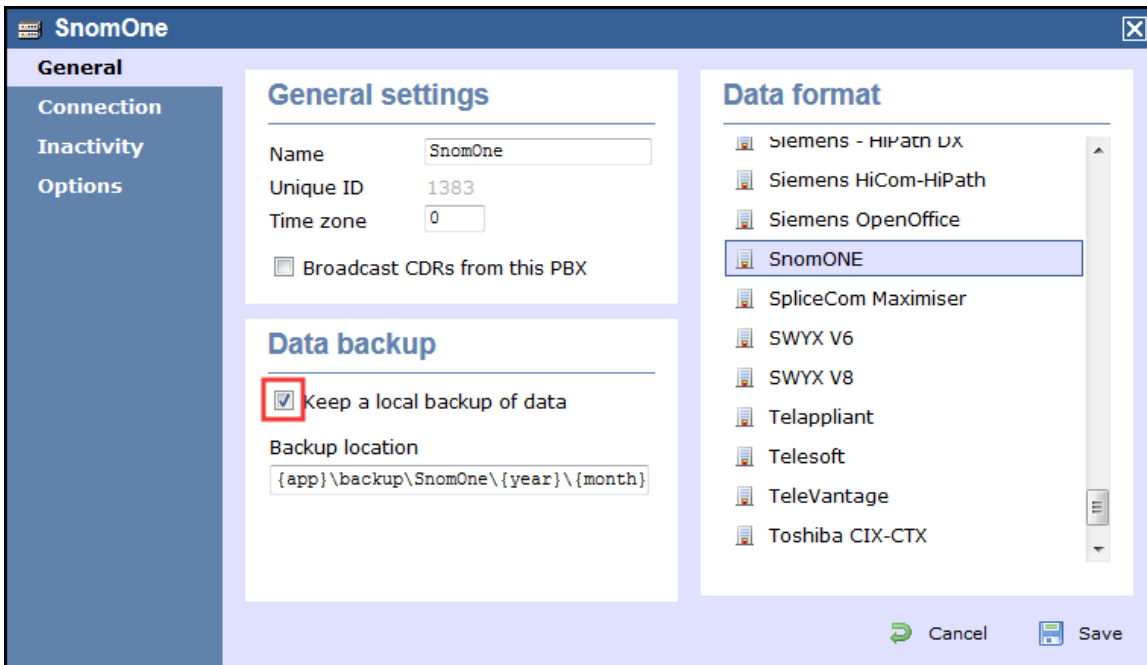 SnomOne
General
Connection
Inactivity
Options
General settings
Name SnomOne
Unique ID 1383
Time zone 0
Broadcast CDRs from this PBX
Data backup
Keep a local backup of data
Backup location
{app}\backup\SnomOne\{year}\{month}
Data format
Siemens - HiPath DX
Siemens HiCom-HiPath
Siemens OpenOffice
SnomONE
SpliceCom Maximiser
SWYX V6
SWYX V8
Telappliant
Telesoft
TeleVantage
Toshiba CIX-CTX
Cancel Save